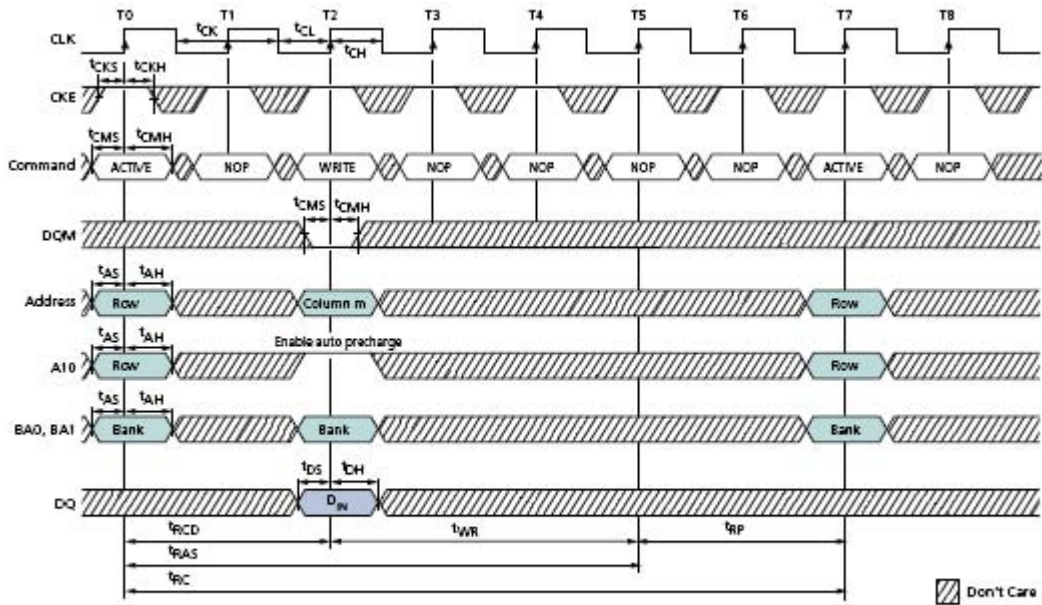 T0 T1 T2 T3 T4 T5 T6 T7 T8
CLK
tCK tCL
tCH
tCKS tCKH
CKE
tCMS tCMH
Command ACTIVE NOP WRITE NOP NOP NOP NOP ACTIVE NOP
tCMS tCMH
DQM
tAS tAH
Address Row Column m Row
tAS tAH
Enable auto precharge
A10 Row Row
tAS tAH
BA0, BA1 Bank Bank Bank
tDS tDH
DQ DIN
tRCD tWR tRP
tRAS
tRC
Don't Care